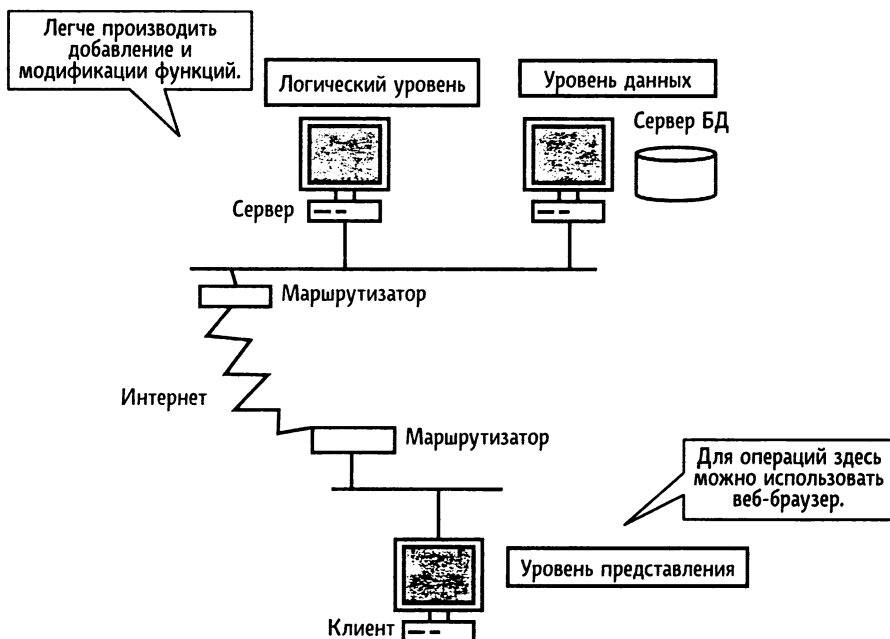 Легче производить
добавление и
модификации функций.
Логический уровень
Уровень данных
Сервер БД
Сервер
Маршрутизатор
Интернет
Маршрутизатор
Для операций здесь
можно использовать
веб-браузер.
Уровень представления
Клиент